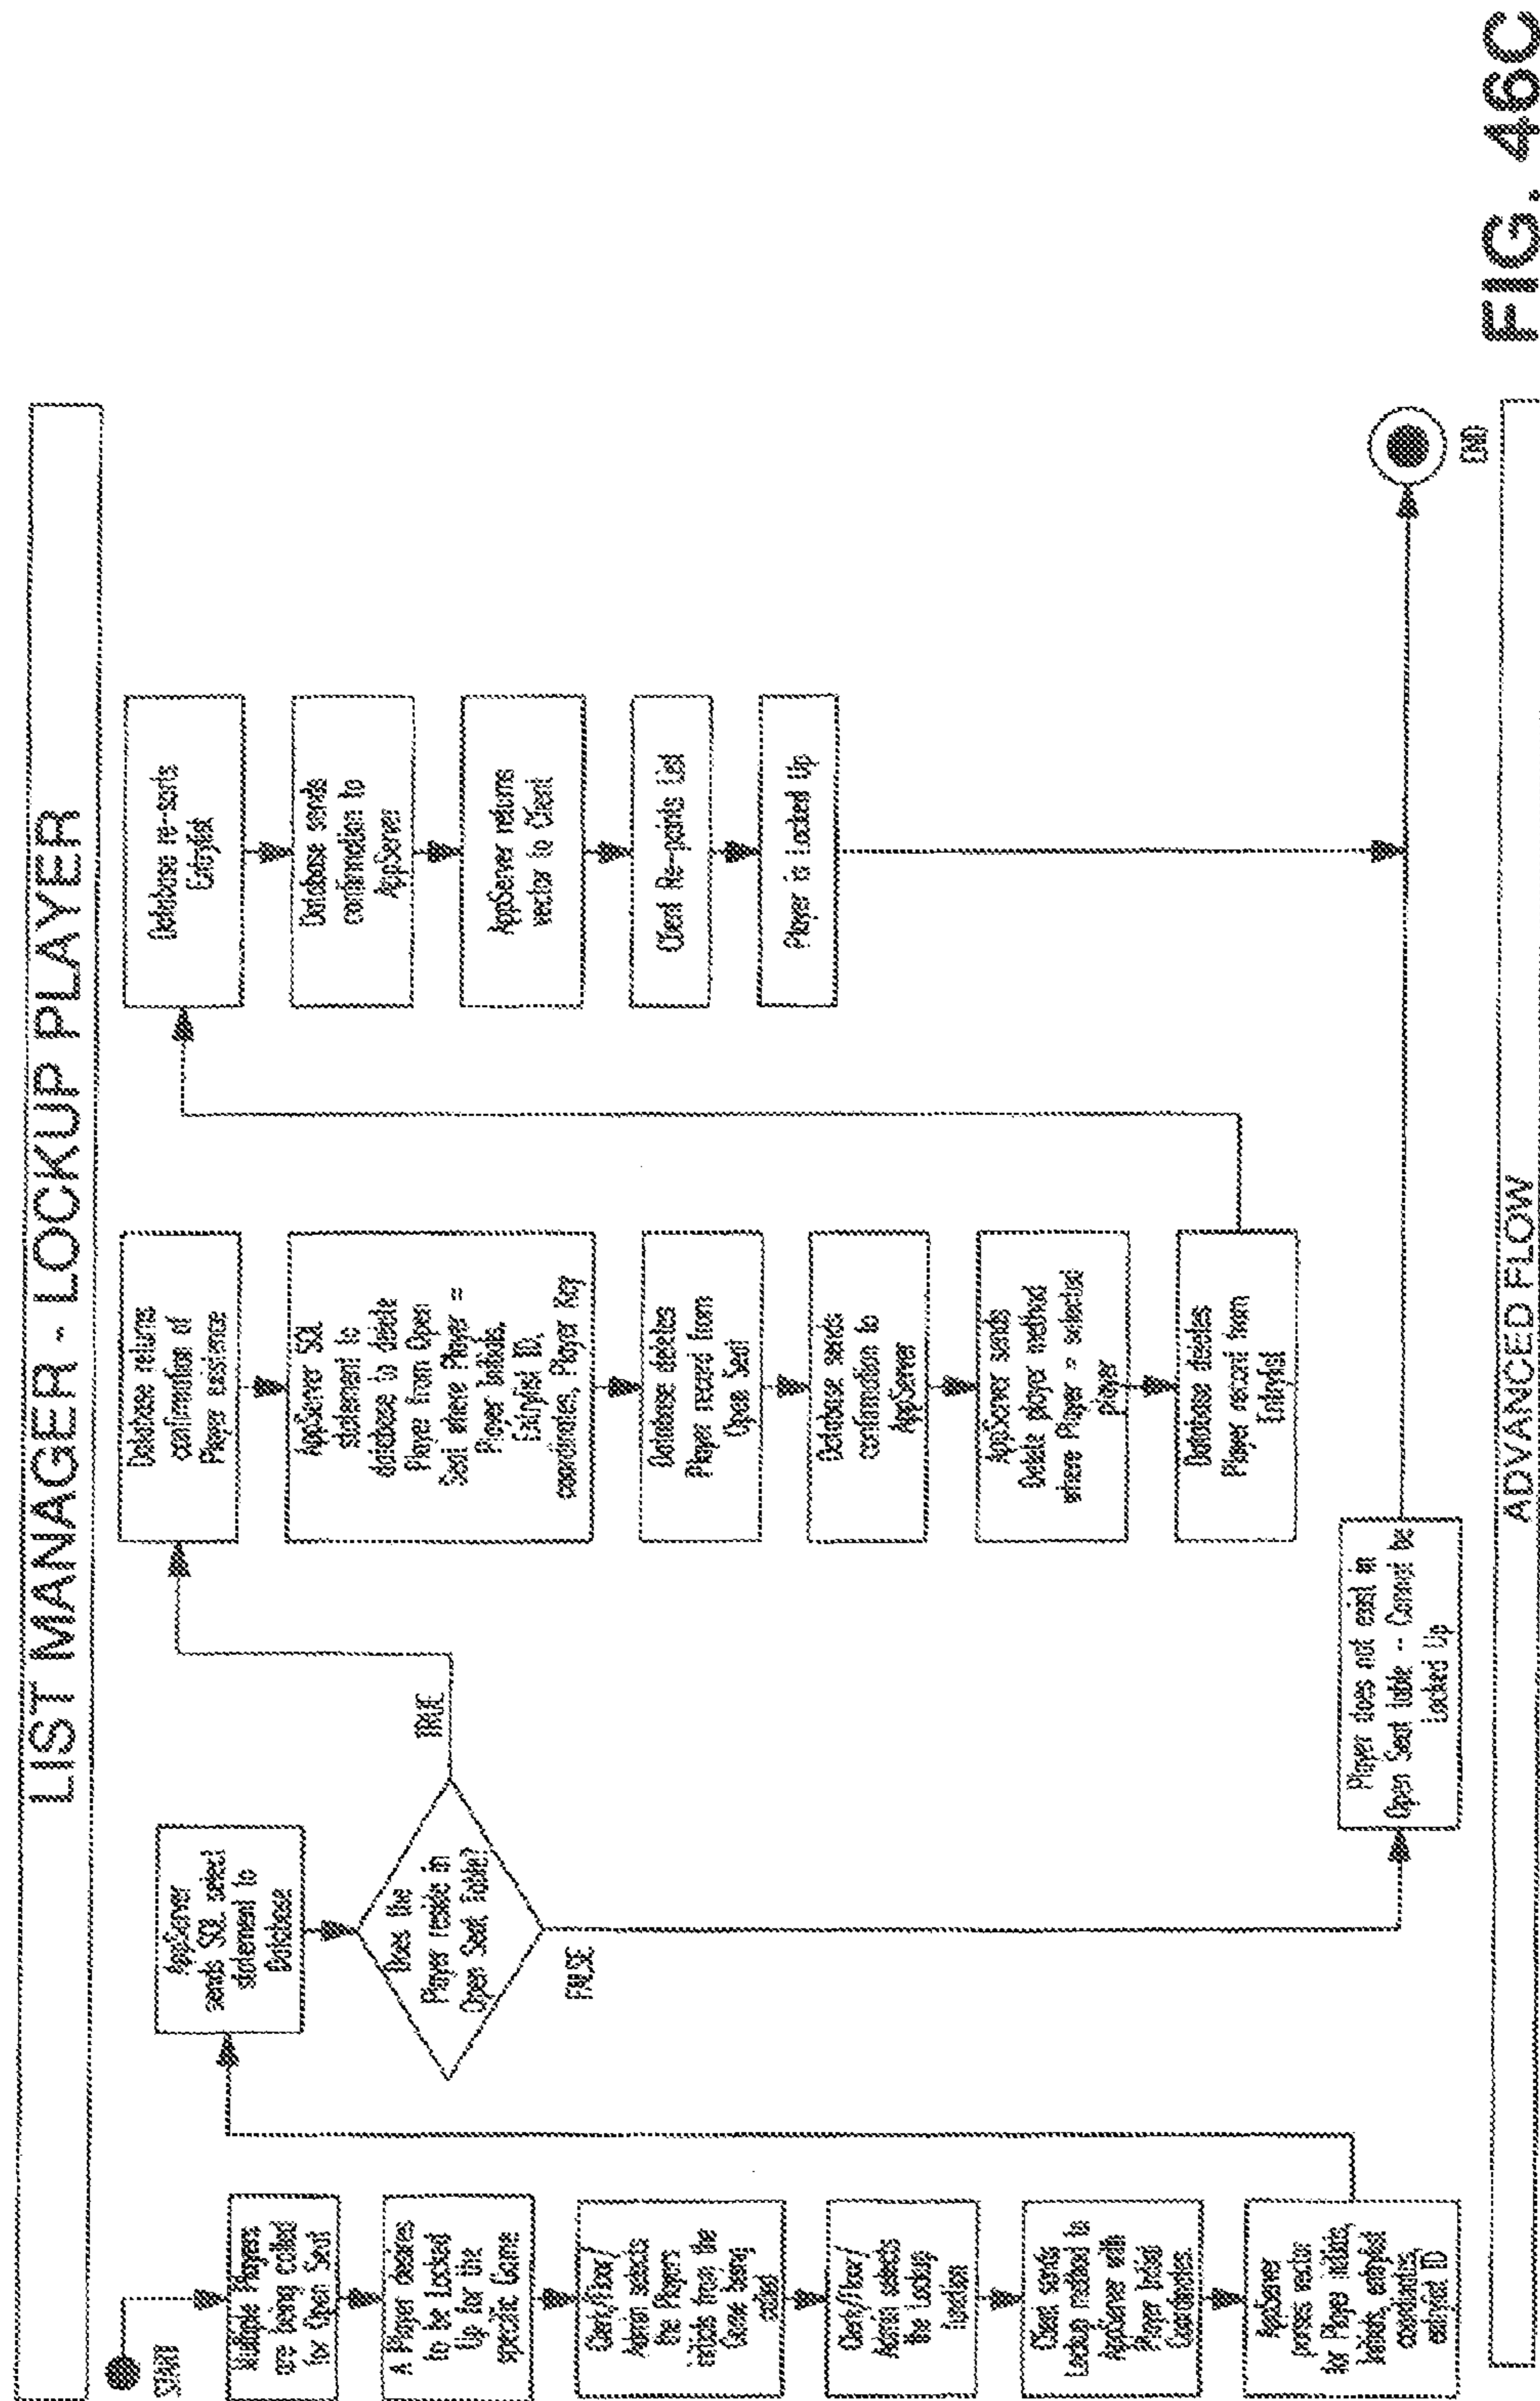 LIST MANAGER - LOCKUP PLAYER
START
Multiple Players
are being called
for Open Seat
A Player desires
to be Locked
Up for the
specific Game
Clerk/Floor/
Admin selects
the Players
initials from the
Game being
called
Clerk/Floor/
Admin selects
the Lockup
function
Client sends
Lockup method to
AppServer with
Player Initial
Coordinates.
AppServer
parses vector
for Player initials,
entrylist
coordinates,
entrylist ID
AppServer
sends SQL select
statement to
Database
Does the
Player reside in
Open Seat Table?
TRUE
FALSE
Database returns
confirmation of
Player existence
AppServer SQL
statement to
database to delete
Player from Open
Seat where Player =
Player Initials,
Entrylist ID,
coordinates, Player Key
Database deletes
Player record from
Open Seat
Database sends
confirmation to
AppServer
AppServer sends
Delete player method
where Player = selected
player
Database deletes
Player record from
Entrylist
Player does not exist in
Open Seat table -- Cannot be
Locked Up
Database re-sorts
Entrylist
Database sends
confirmation to
AppServer
AppServer returns
vector to Client
Client Re-paints List
Player is Locked Up
END
ADVANCED FLOW
FIG. 46C